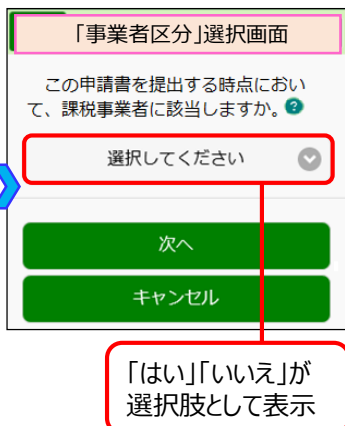 「事業者区分」選択画面
この申請書を提出する時点におい
て、課税事業者に該当しますか。?
選択してください
次へ
キャンセル
「はい」「いいえ」が
選択肢として表示